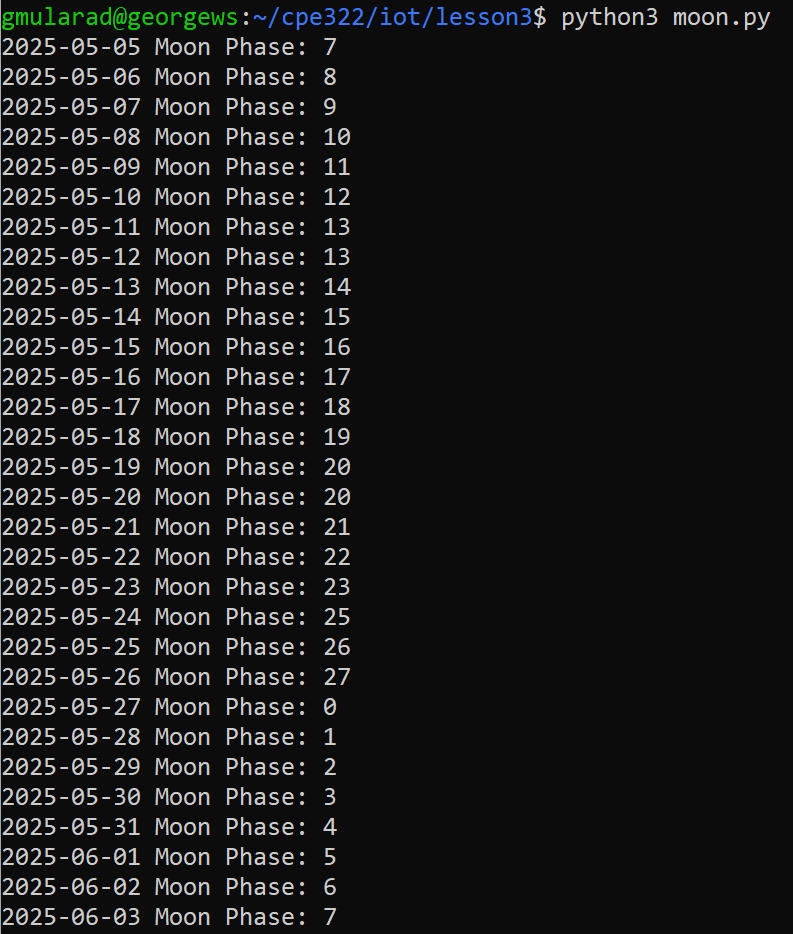 gmularad@georgews:~/cpe322/iot/lesson3$ python3 moon.py
2025-05-05 Moon Phase: 7
2025-05-06 Moon Phase: 8
2025-05-07 Moon Phase: 9
2025-05-08 Moon Phase: 10
2025-05-09 Moon Phase: 11
2025-05-10 Moon Phase: 12
2025-05-11 Moon Phase: 13
2025-05-12 Moon Phase: 13
2025-05-13 Moon Phase: 14
2025-05-14 Moon Phase: 15
2025-05-15 Moon Phase: 16
2025-05-16 Moon Phase: 17
2025-05-17 Moon Phase: 18
2025-05-18 Moon Phase: 19
2025-05-19 Moon Phase: 20
2025-05-20 Moon Phase: 20
2025-05-21 Moon Phase: 21
2025-05-22 Moon Phase: 22
2025-05-23 Moon Phase: 23
2025-05-24 Moon Phase: 25
2025-05-25 Moon Phase: 26
2025-05-26 Moon Phase: 27
2025-05-27 Moon Phase: 0
2025-05-28 Moon Phase: 1
2025-05-29 Moon Phase: 2
2025-05-30 Moon Phase: 3
2025-05-31 Moon Phase: 4
2025-06-01 Moon Phase: 5
2025-06-02 Moon Phase: 6
2025-06-03 Moon Phase: 7